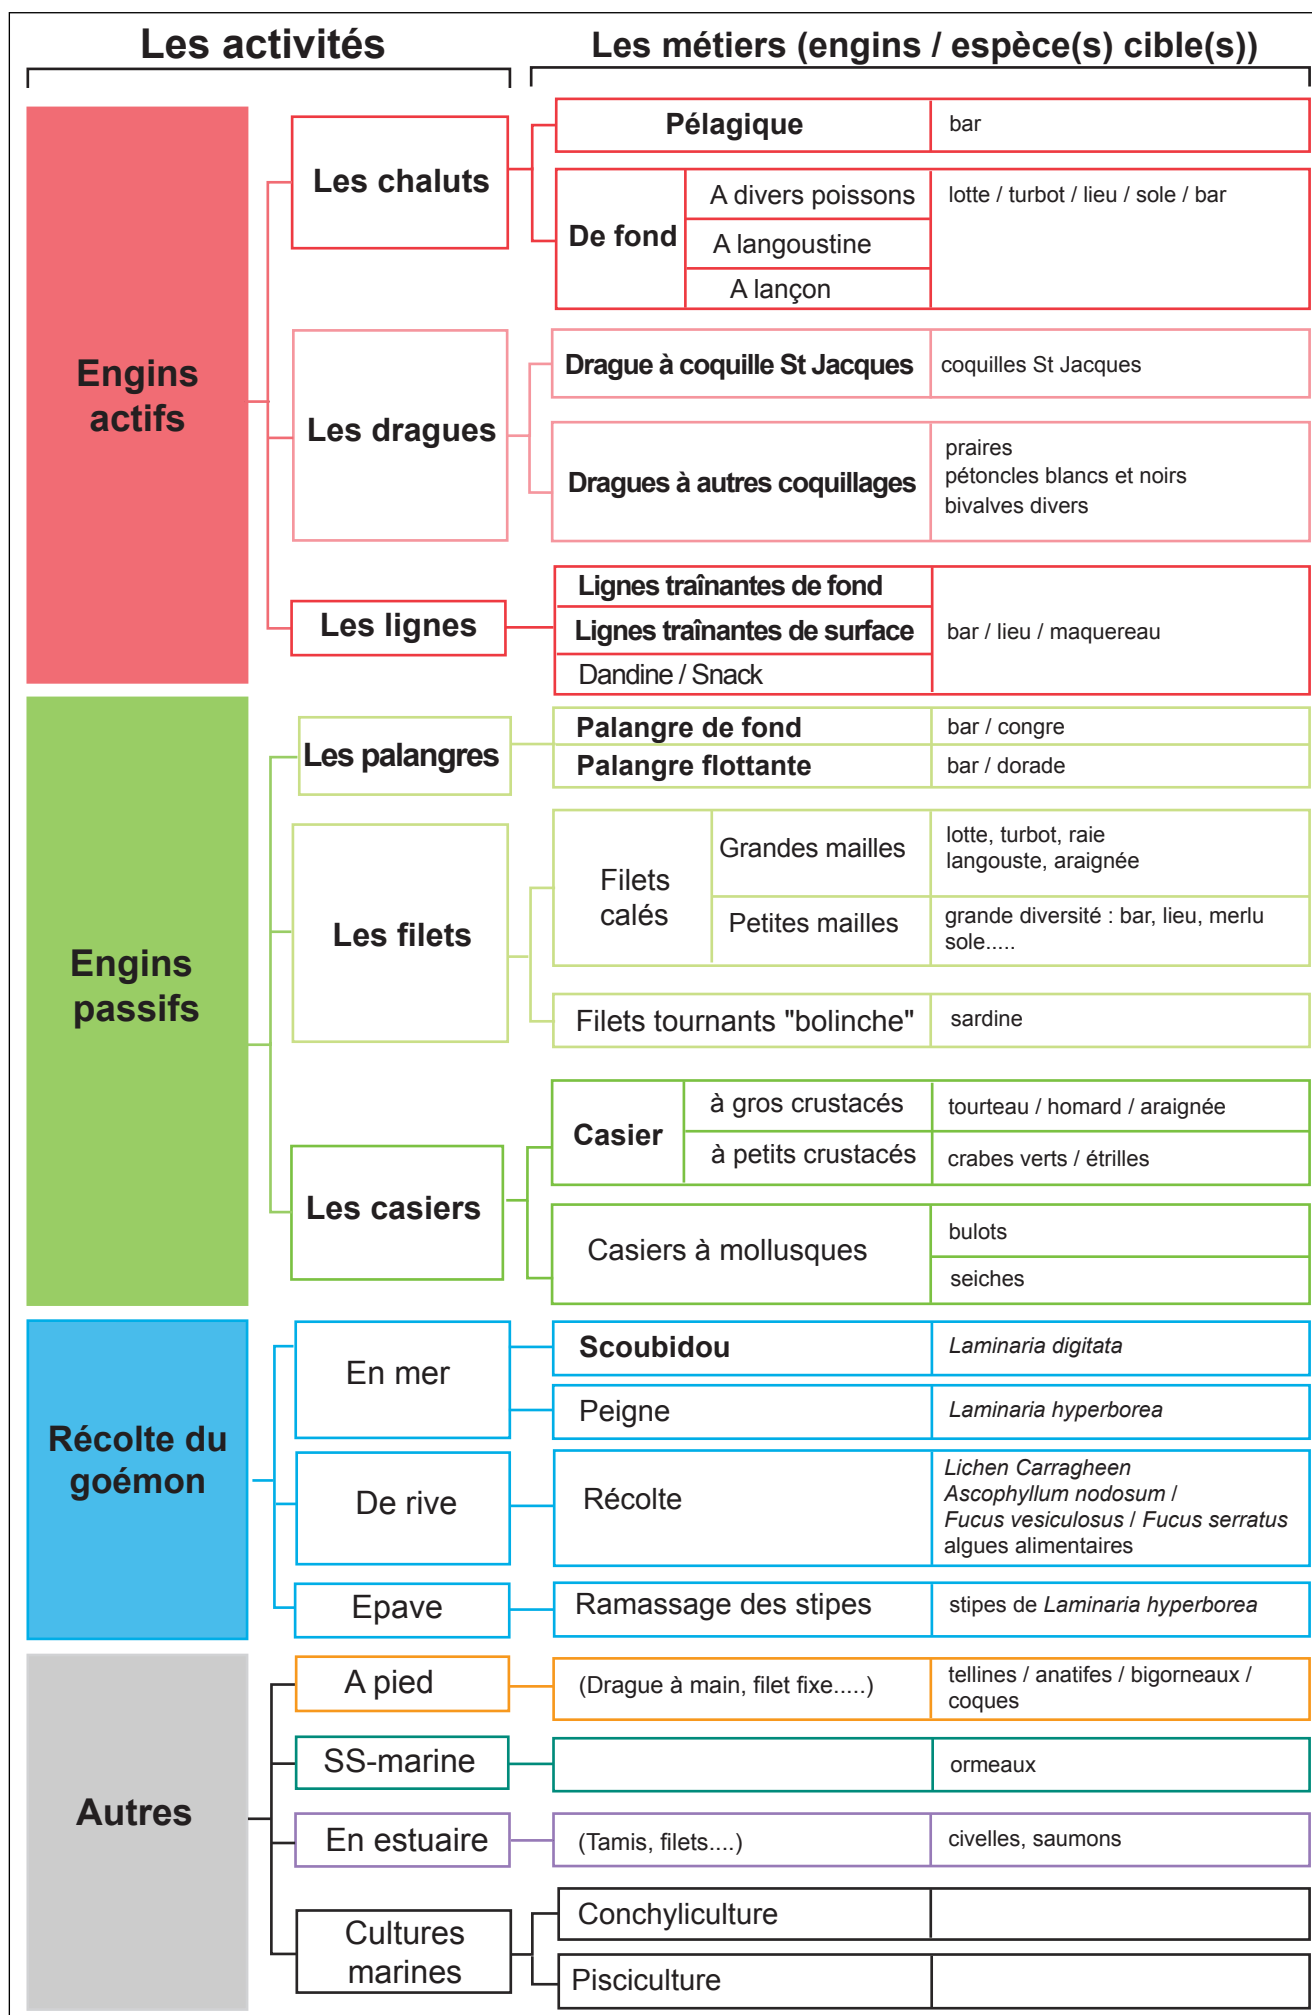 Les activités
Les métiers (engins / espèce(s) cible(s))
Engins
actifs
Les chaluts
Pélagique
bar
De fond
A divers poissons
lotte / turbot / lieu / sole / bar
A langoustine
A lançon
Les dragues
Drague à coquille St Jacques
coquilles St Jacques
Dragues à autres coquillages
praires
pétoncles blancs et noirs
bivalves divers
Les lignes
Lignes traînantes de fond
Lignes traînantes de surface
Dandine / Snack
bar / lieu / maquereau
Engins
passifs
Les palangres
Palangre de fond
bar / congre
Palangre flottante
bar / dorade
Les filets
Filets
calés
Grandes mailles
lotte, turbot, raie
langouste, araignée
Petites mailles
grande diversité : bar, lieu, merlu
sole.....
Filets tournants "bolinche"
sardine
Les casiers
Casier
à gros crustacés
tourteau / homard / araignée
à petits crustacés
crabes verts / étrilles
Casiers à mollusques
bulots
seiches
Récolte du
goémon
En mer
Scoubidou
Laminaria digitata
Peigne
Laminaria hyperborea
De rive
Récolte
Lichen Carragheen
Ascophyllum nodosum /
Fucus vesiculosus / Fucus serratus
algues alimentaires
Epave
Ramassage des stipes
stipes de Laminaria hyperborea
Autres
A pied
(Drague à main, filet fixe.....)
tellines / anatifes / bigorneaux /
coques
SS-marine
ormeaux
En estuaire
(Tamis, filets....)
civelles, saumons
Cultures
marines
Conchyliculture
Pisciculture